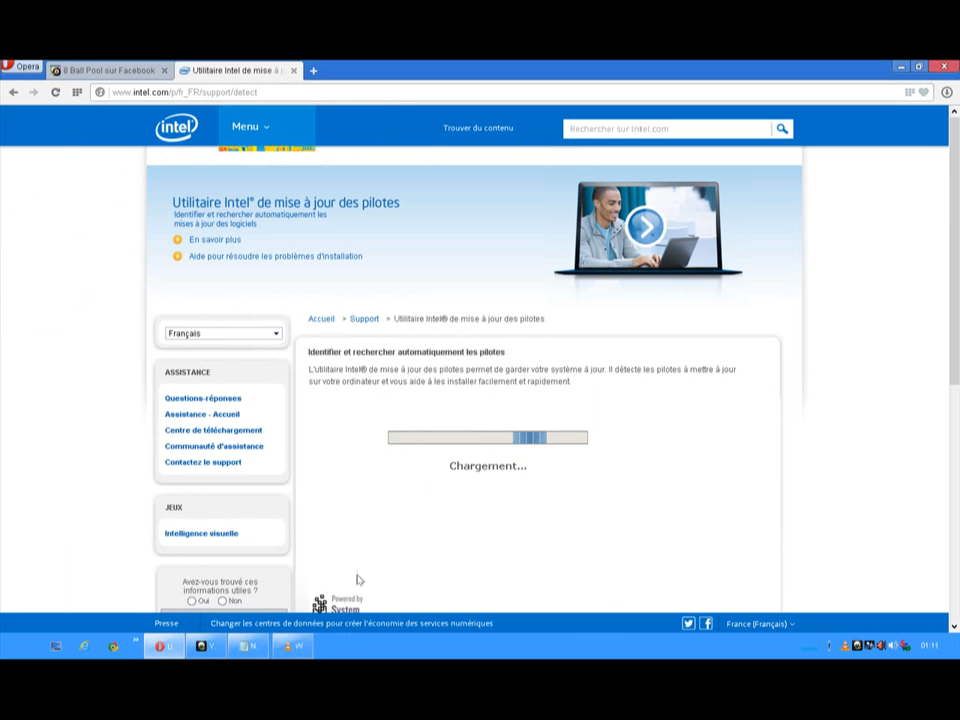 Opera
8 Ball Pool sur Facebook
Utilitaire Intel de mise à j
www.intel.com/p/fr_FR/support/detect
intel
Menu
Trouver du contenu
Rechercher sur Intel.com
Utilitaire Intel® de mise à jour des pilotes
Identifier et rechercher automatiquement les
mises à jour des logiciels
En savoir plus
Aide pour résoudre les problèmes d'installation
Accueil > Support > Utilitaire Intel® de mise à jour des pilotes
Français
Identifier et rechercher automatiquement les pilotes
L'utilitaire Intel® de mise à jour des pilotes permet de garder votre système à jour. Il détecte les pilotes à mettre à jour
sur votre ordinateur et vous aide à les installer facilement et rapidement.
ASSISTANCE
Questions-réponses
Assistance - Accueil
Centre de téléchargement
Communauté d'assistance
Contactez le support
Chargement...
JEUX
Intelligence visuelle
Avez-vous trouvé ces
informations utiles ?
Oui Non
Powered by
System
Presse
Changer les centres de données pour créer l'économie des services numériques
France (Français)
U
Y.
N.
W
01:11